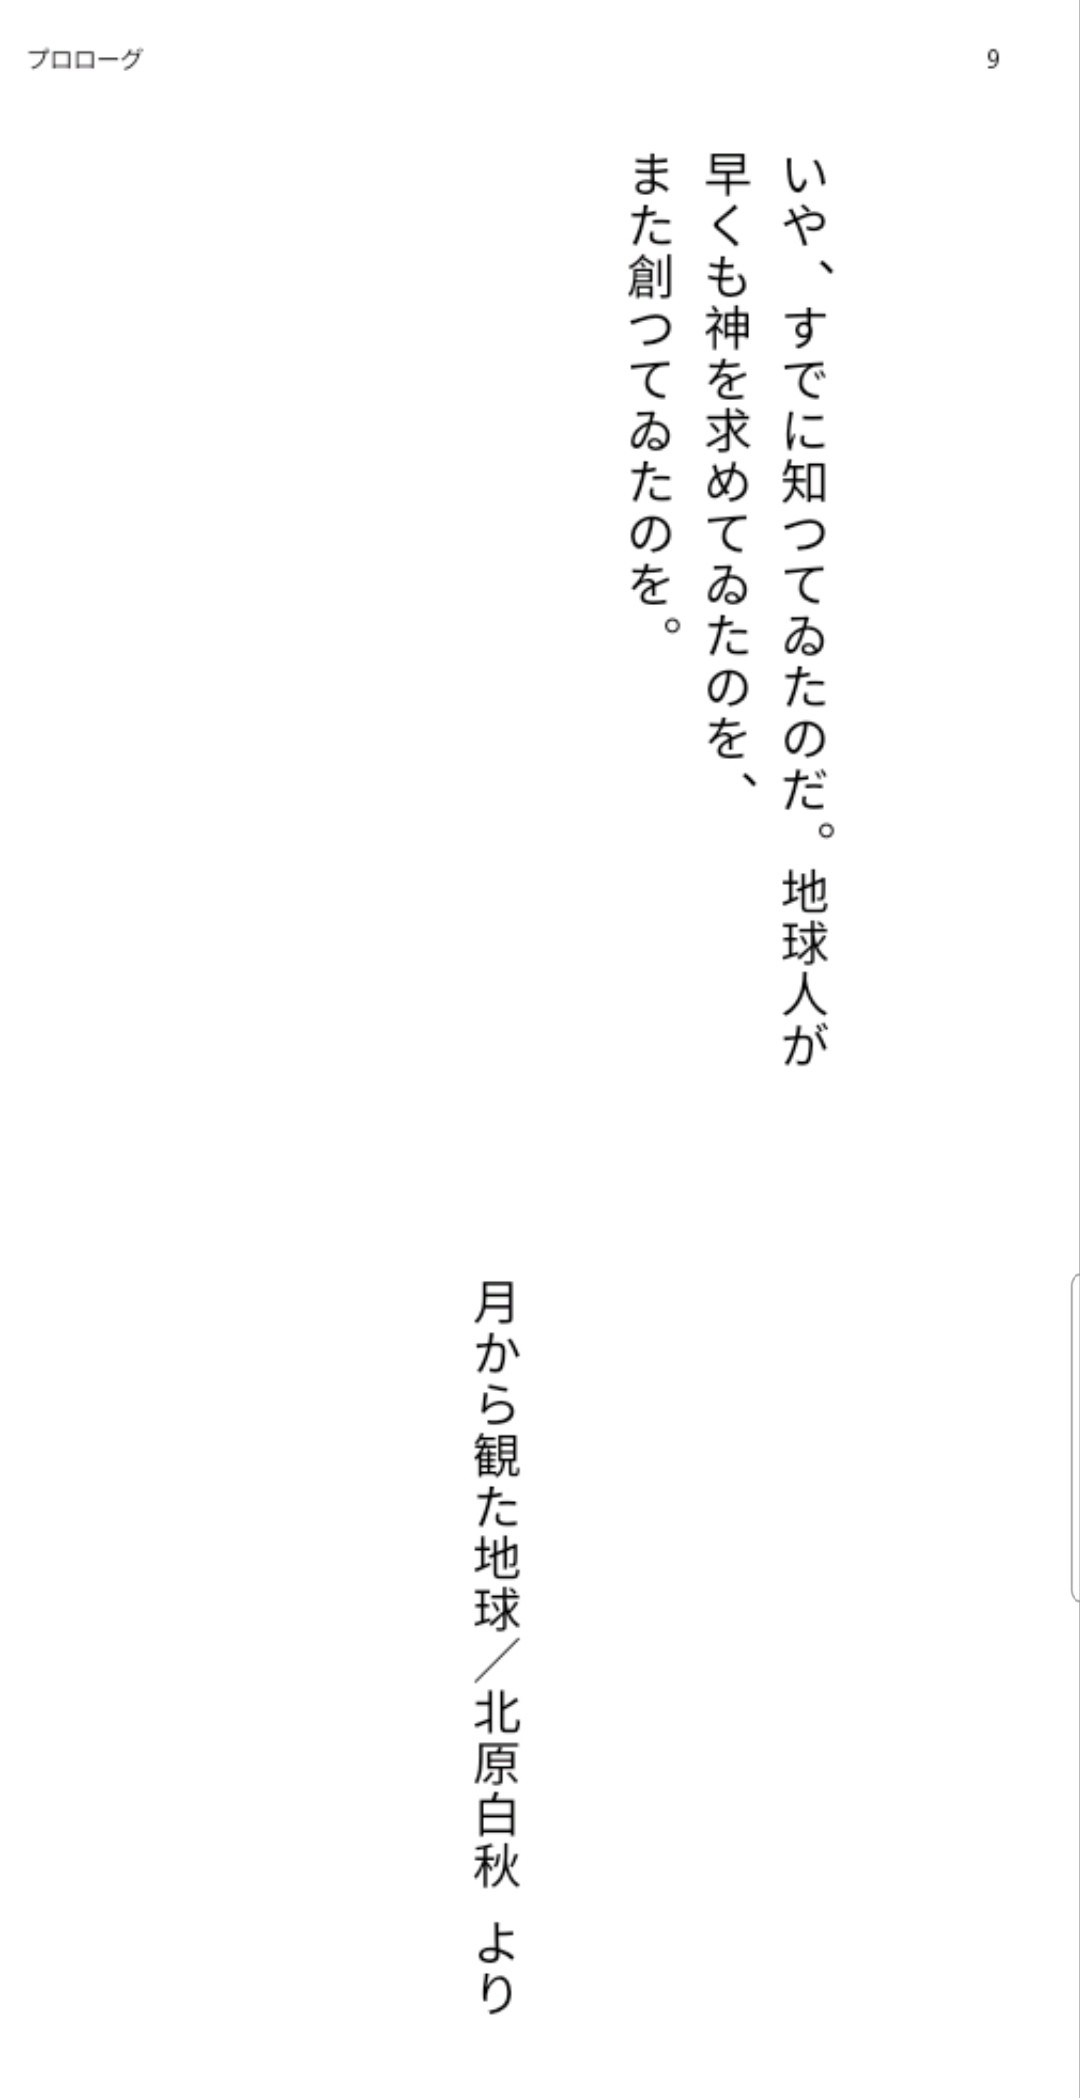 プロローグ
9
いや、すでに知つてゐたのだ。地球人が
早くも神を求めてゐたのを、
また創つてゐたのを。
月から観た地球／北原白秋 より